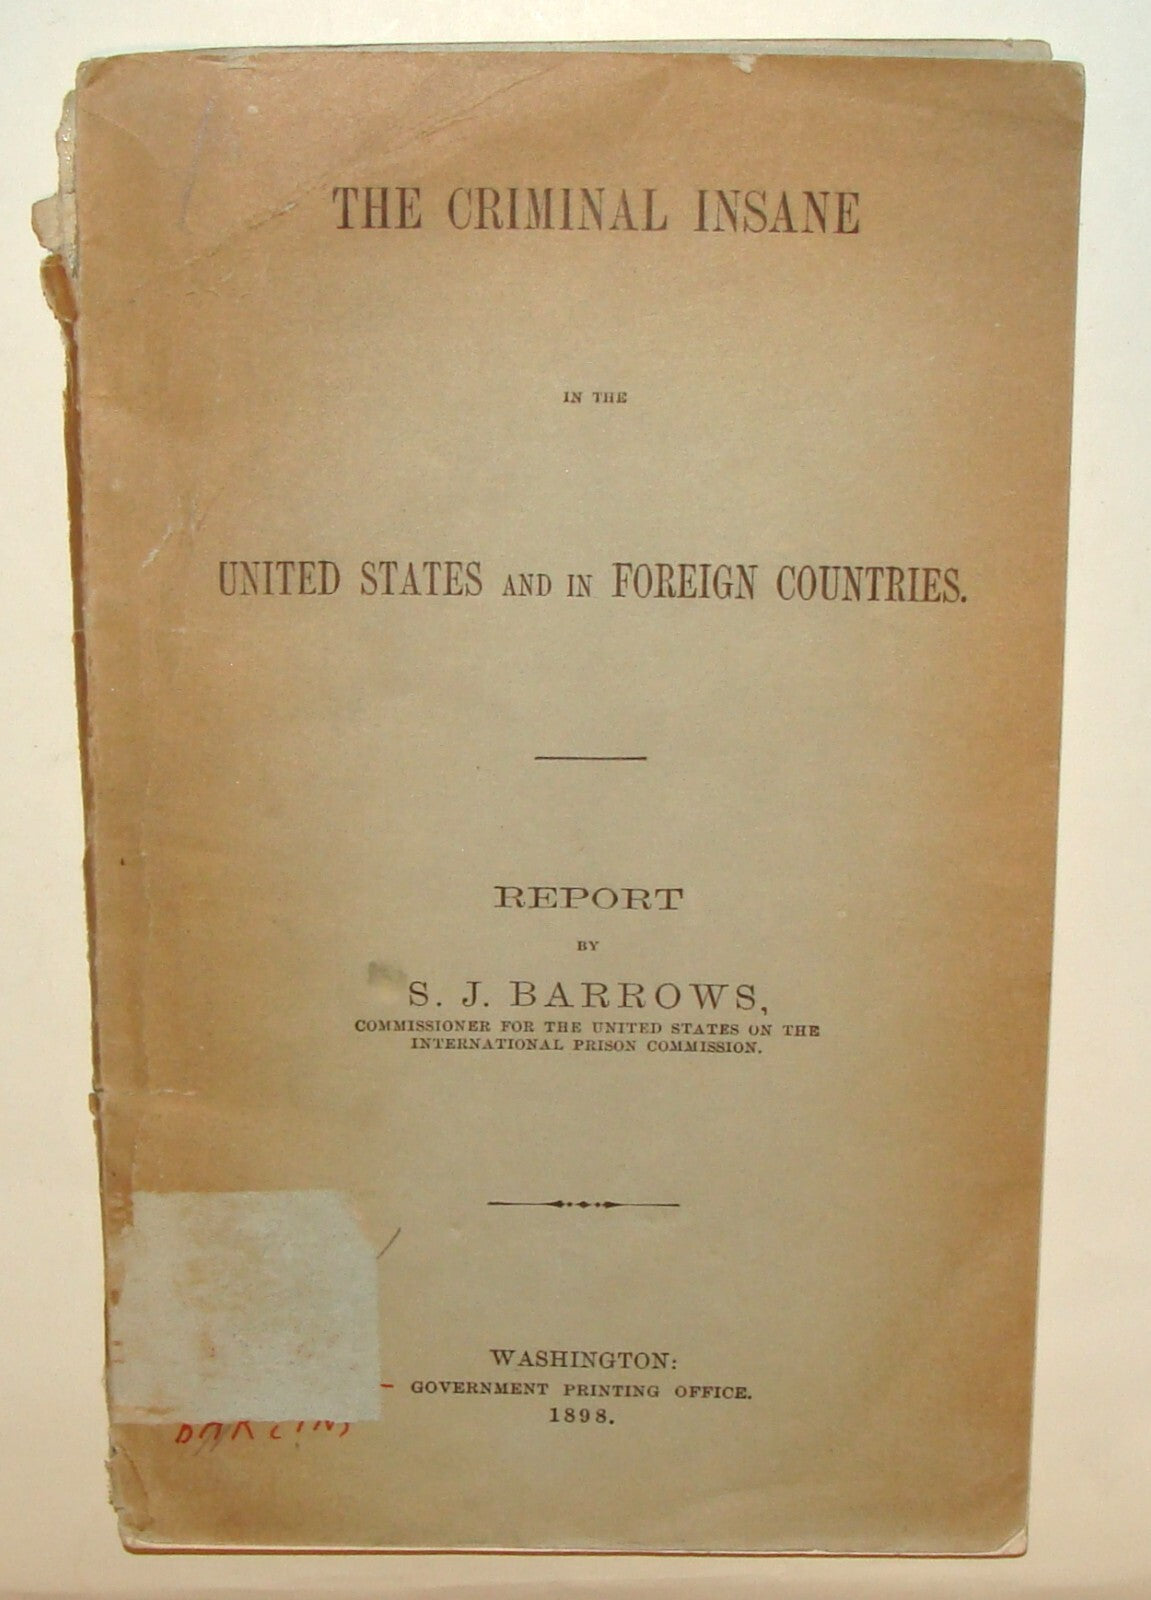 THE CRIMINAL INSANE
IN THE
UNITED STATES AND IN FOREIGN COUNTRIES.
REPORT
BY
S. J. BARROWS,
COMMISSIONER FOR THE UNITED STATES ON THE
INTERNATIONAL PRISON COMMISSION.
WASHINGTON:
GOVERNMENT PRINTING OFFICE.
1898.